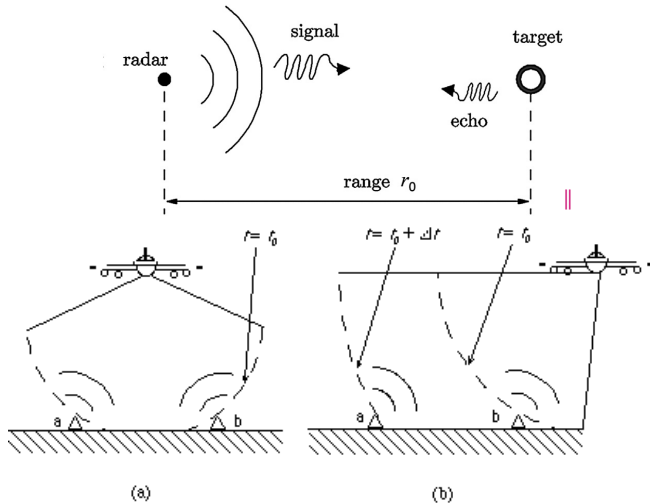 signal
target
radar
echo
range r₀
||
t = t₀
t = t₀ + Δt
t = t₀
a
b
a
b
(a)
(b)